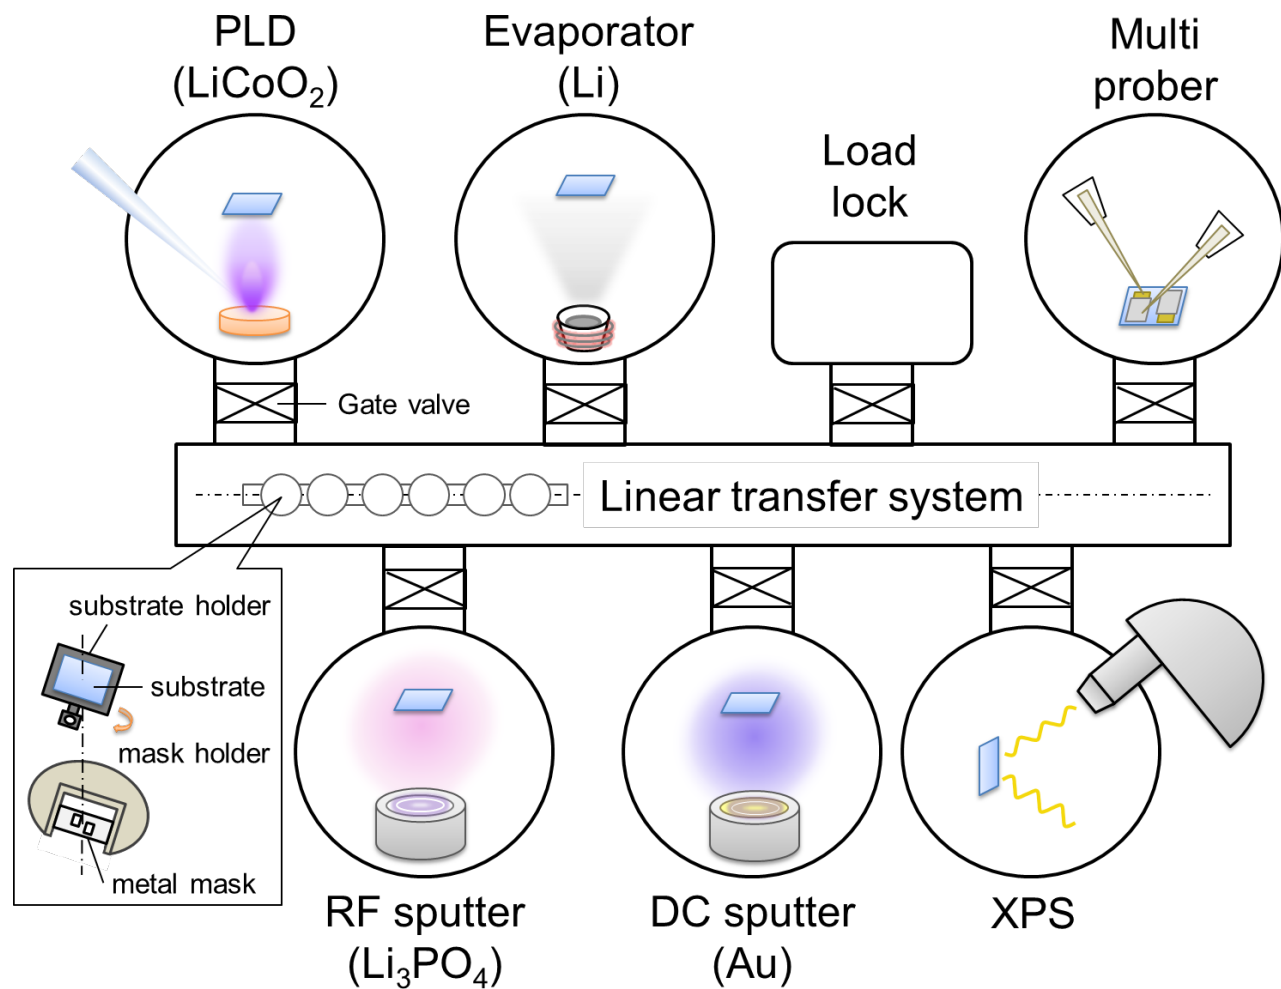 PLD
(LiCoO₂)
Evaporator
(Li)
Load
lock
Multi
prober
Gate valve
Linear transfer system
substrate holder
substrate
mask holder
metal mask
RF sputter
(Li₃PO₄)
DC sputter
(Au)
XPS